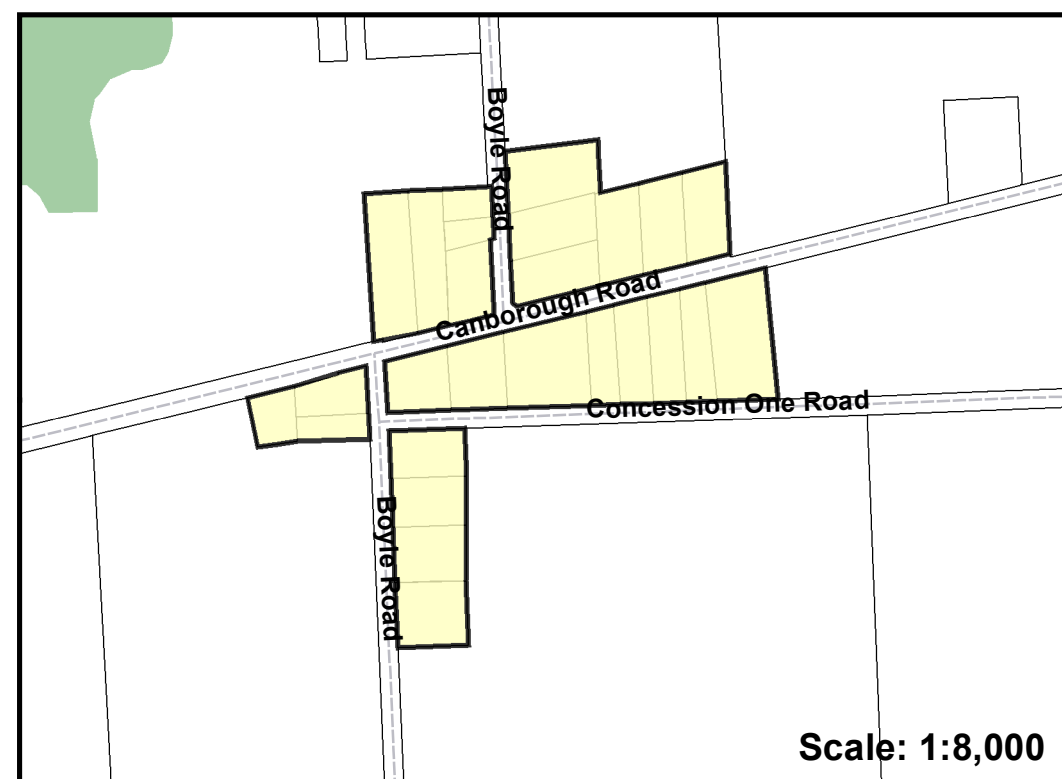 Boyle Road
Canborough Road
Concession One Road
Boyle Road
Scale: 1:8,000